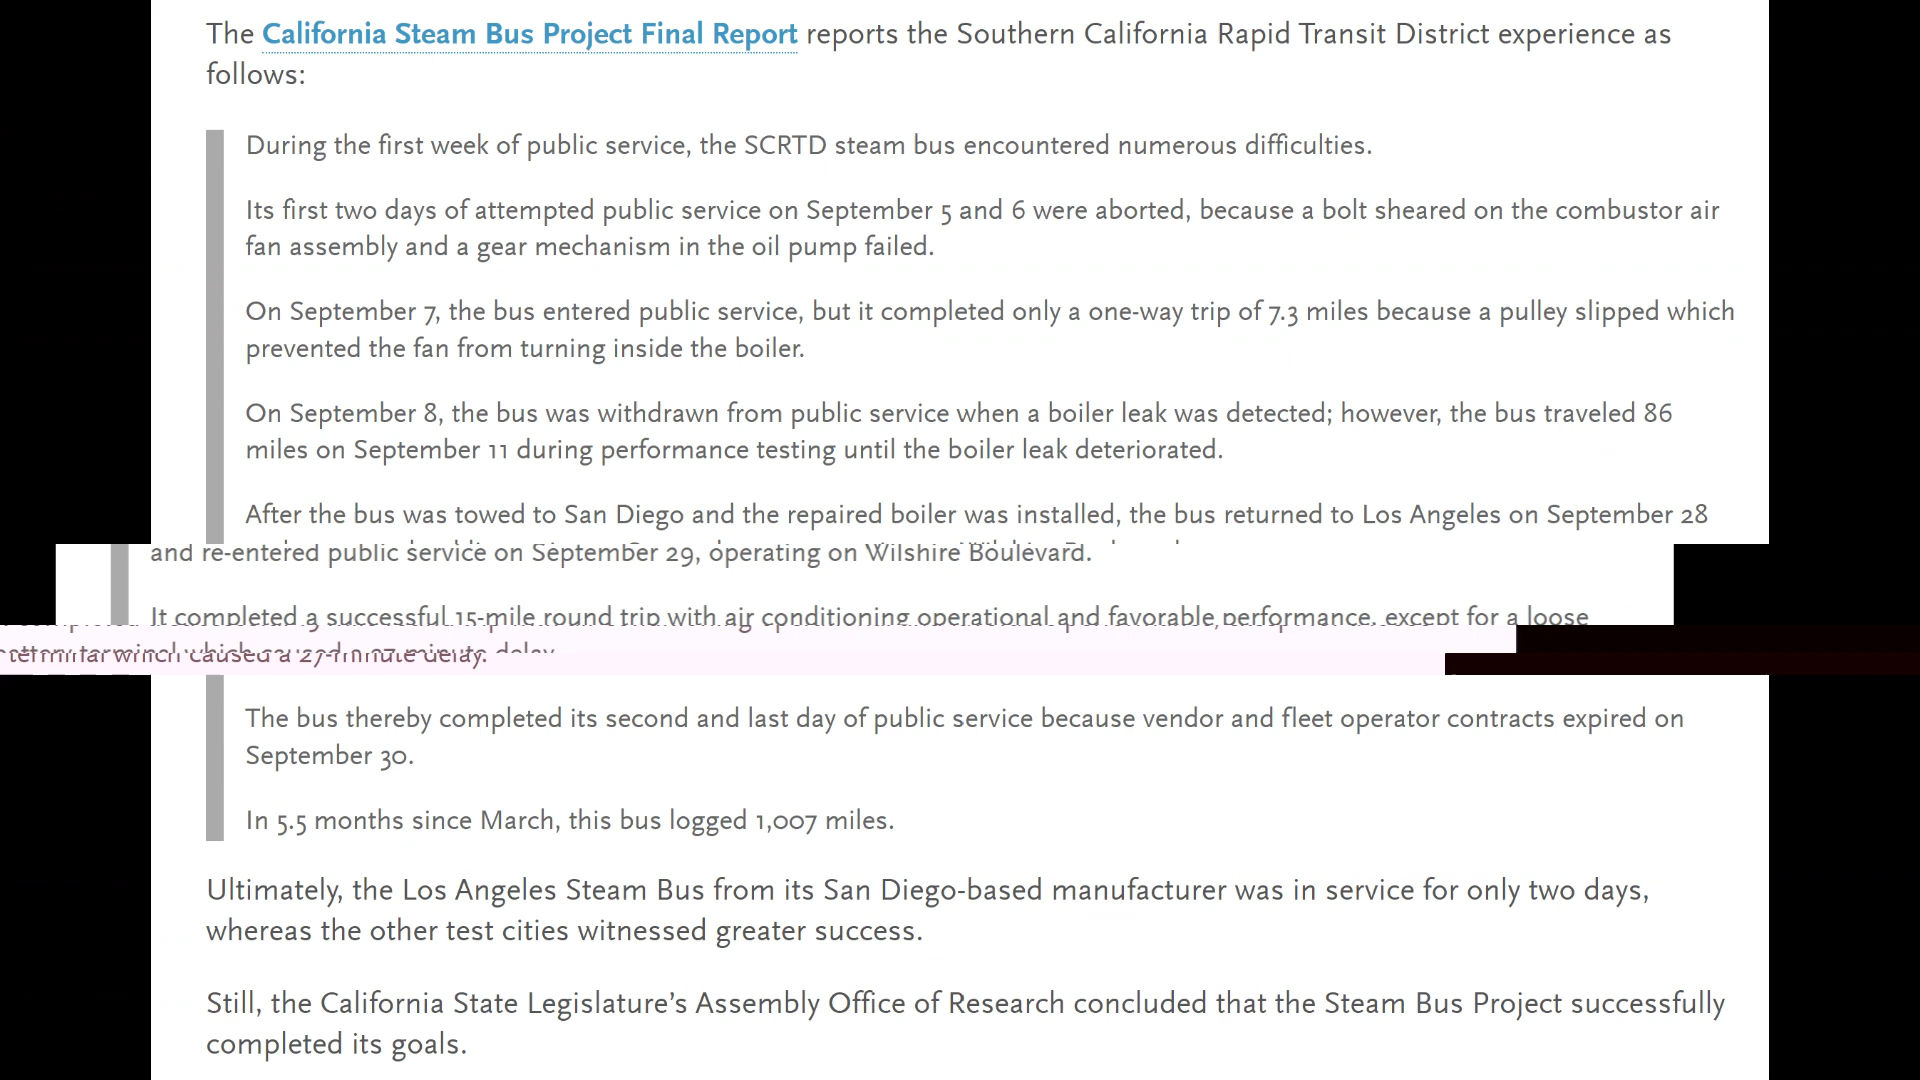 The California Steam Bus Project Final Report reports the Southern California Rapid Transit District experience as
follows:
During the first week of public service, the SCRTD steam bus encountered numerous difficulties.
Its first two days of attempted public service on September 5 and 6 were aborted, because a bolt sheared on the combustor air
fan assembly and a gear mechanism in the oil pump failed.
On September 7, the bus entered public service, but it completed only a one-way trip of 7.3 miles because a pulley slipped which
prevented the fan from turning inside the boiler.
On September 8, the bus was withdrawn from public service when a boiler leak was detected; however, the bus traveled 86
miles on September 11 during performance testing until the boiler leak deteriorated.
After the bus was towed to San Diego and the repaired boiler was installed, the bus returned to Los Angeles on September 28
and re-entered public service on September 29, operating on Wilshire Boulevard.
It completed a successful 15-mile round trip with air conditioning operational and favorable performance, except for a loose
terminal which caused a 27-minute delay.
The bus thereby completed its second and last day of public service because vendor and fleet operator contracts expired on
September 30.
In 5.5 months since March, this bus logged 1,007 miles.
Ultimately, the Los Angeles Steam Bus from its San Diego-based manufacturer was in service for only two days,
whereas the other test cities witnessed greater success.
Still, the California State Legislature's Assembly Office of Research concluded that the Steam Bus Project successfully
completed its goals.